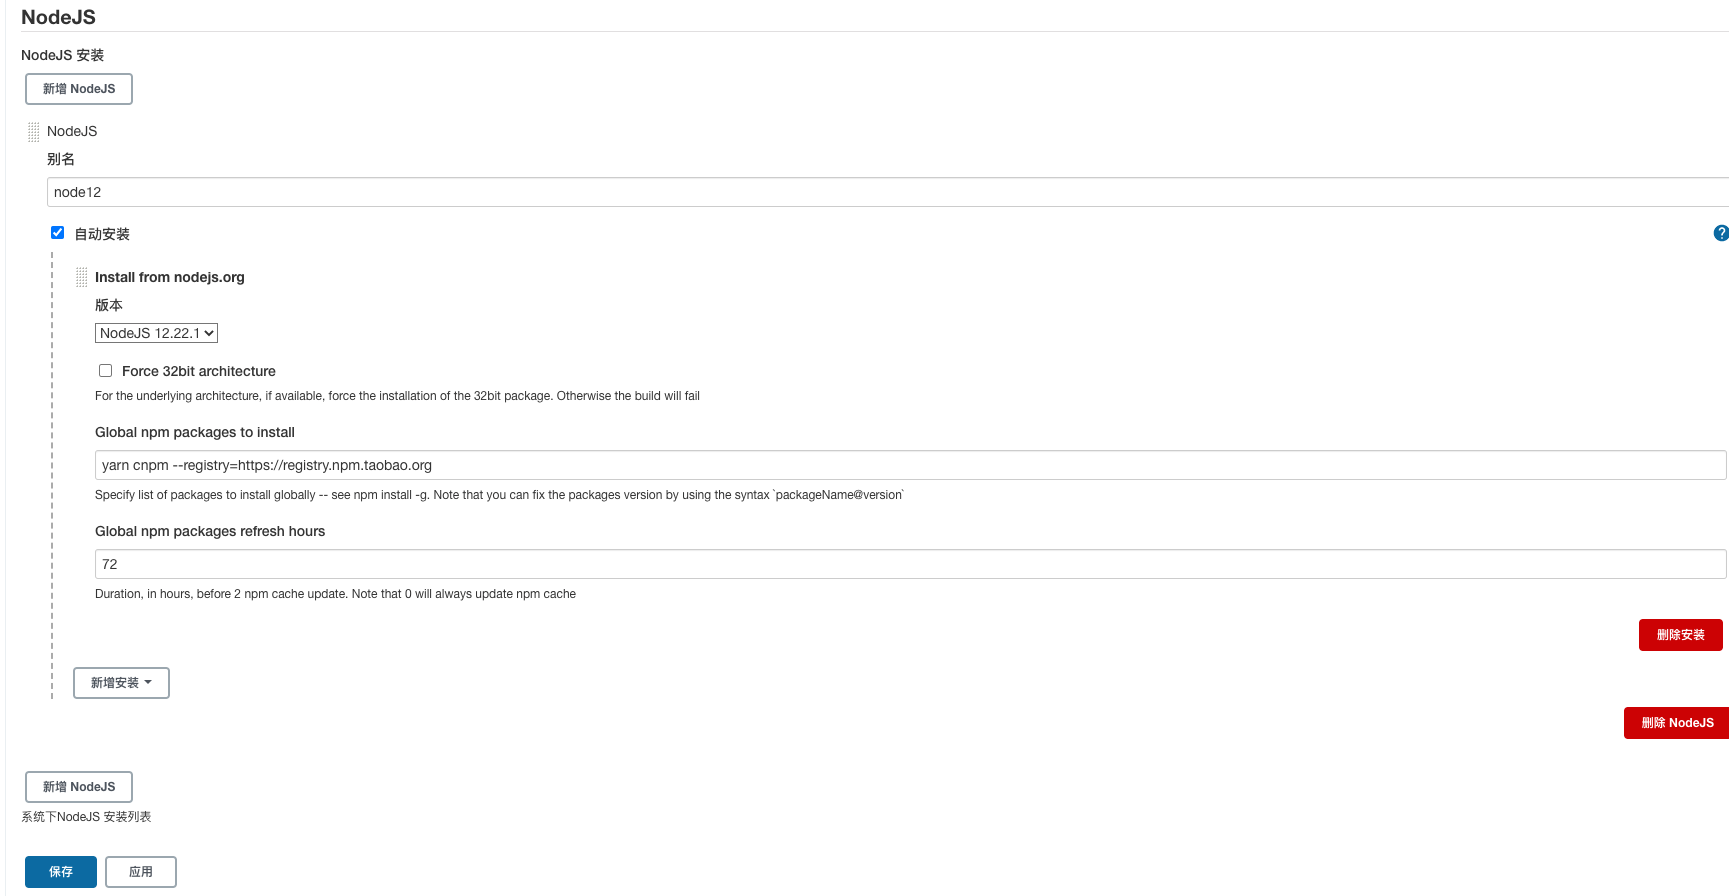 NodeJS
NodeJS 安装
新增 NodeJS
NodeJS
别名
node12
自动安装
?
Install from nodejs.org
版本
NodeJS 12.22.1
Force 32bit architecture
For the underlying architecture, if available, force the installation of the 32bit package. Otherwise the build will fail
Global npm packages to install
yarn cnpm --registry=https://registry.npm.taobao.org
Specify list of packages to install globally -- see npm install -g. Note that you can fix the packages version by using the syntax `packageName@version`
Global npm packages refresh hours
72
Duration, in hours, before 2 npm cache update. Note that 0 will always update npm cache
删除安装
新增安装
删除 NodeJS
新增 NodeJS
系统下NodeJS 安装列表
保存 应用